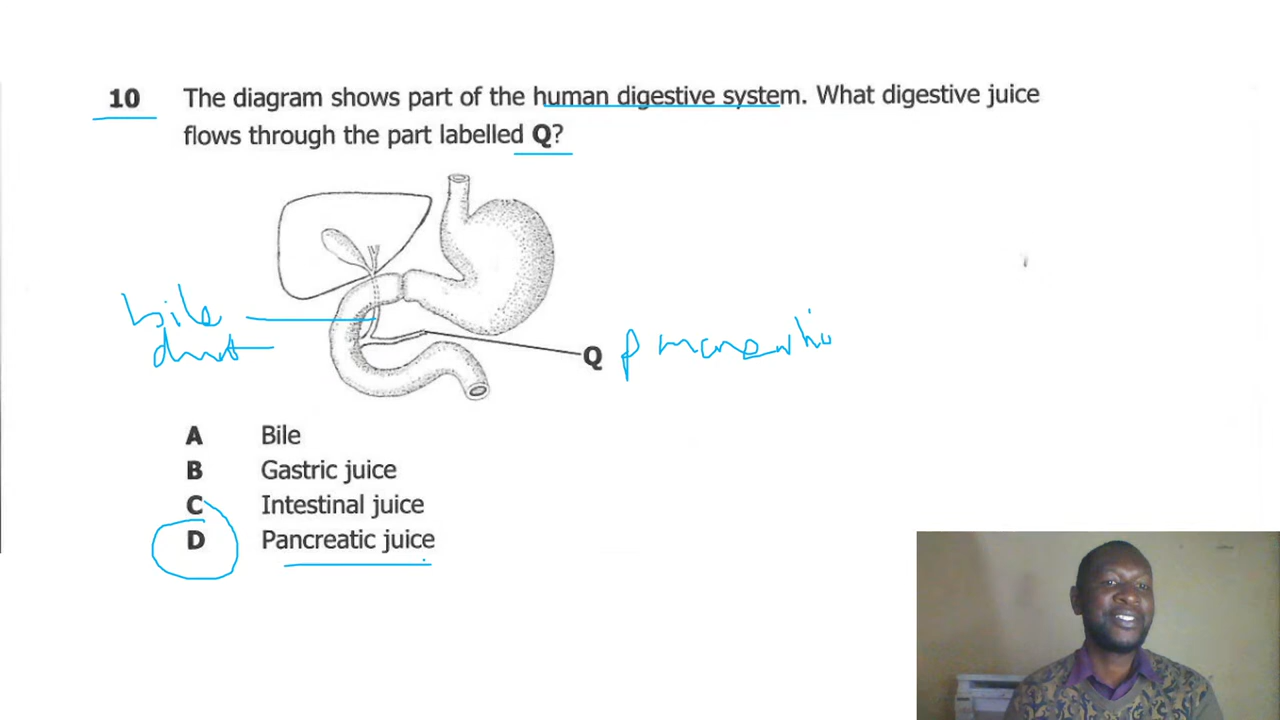 10 The diagram shows part of the human digestive system. What digestive juice
flows through the part labelled Q?
bile
duct
Q
A Bile
B Gastric juice
C Intestinal juice
D Pancreatic juice